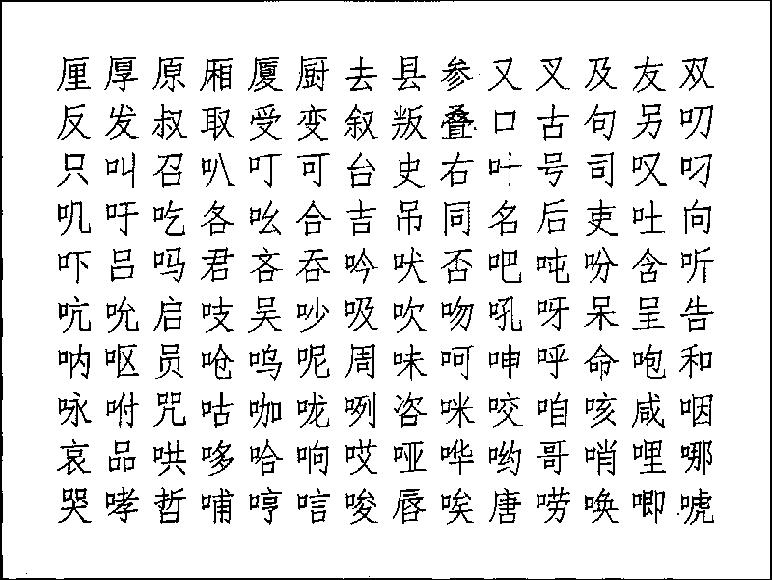 厘厚原厢厦厨去县参又叉及友双
反发叔取受变叙叛叠口古句另叨
只叫召叭叮可台史右叶号司叹叼
叽吁吃各吆合吉吊同名后吏吐向
吓吕吗君吝吞吟吠否吧吨吩含听
吭吮启吱吴吵吸吹吻吼呀呆呈告
呐呕员呛呜呢周味呵呻呼命咆和
咏咐咒咕咖咙咧咨咪咬咱咳咸咽
哀品哄哆哈响哎哑哗哟哥哨哩哪
哭哮哲哺哼唁唆唇唉唐唠唤唧唬